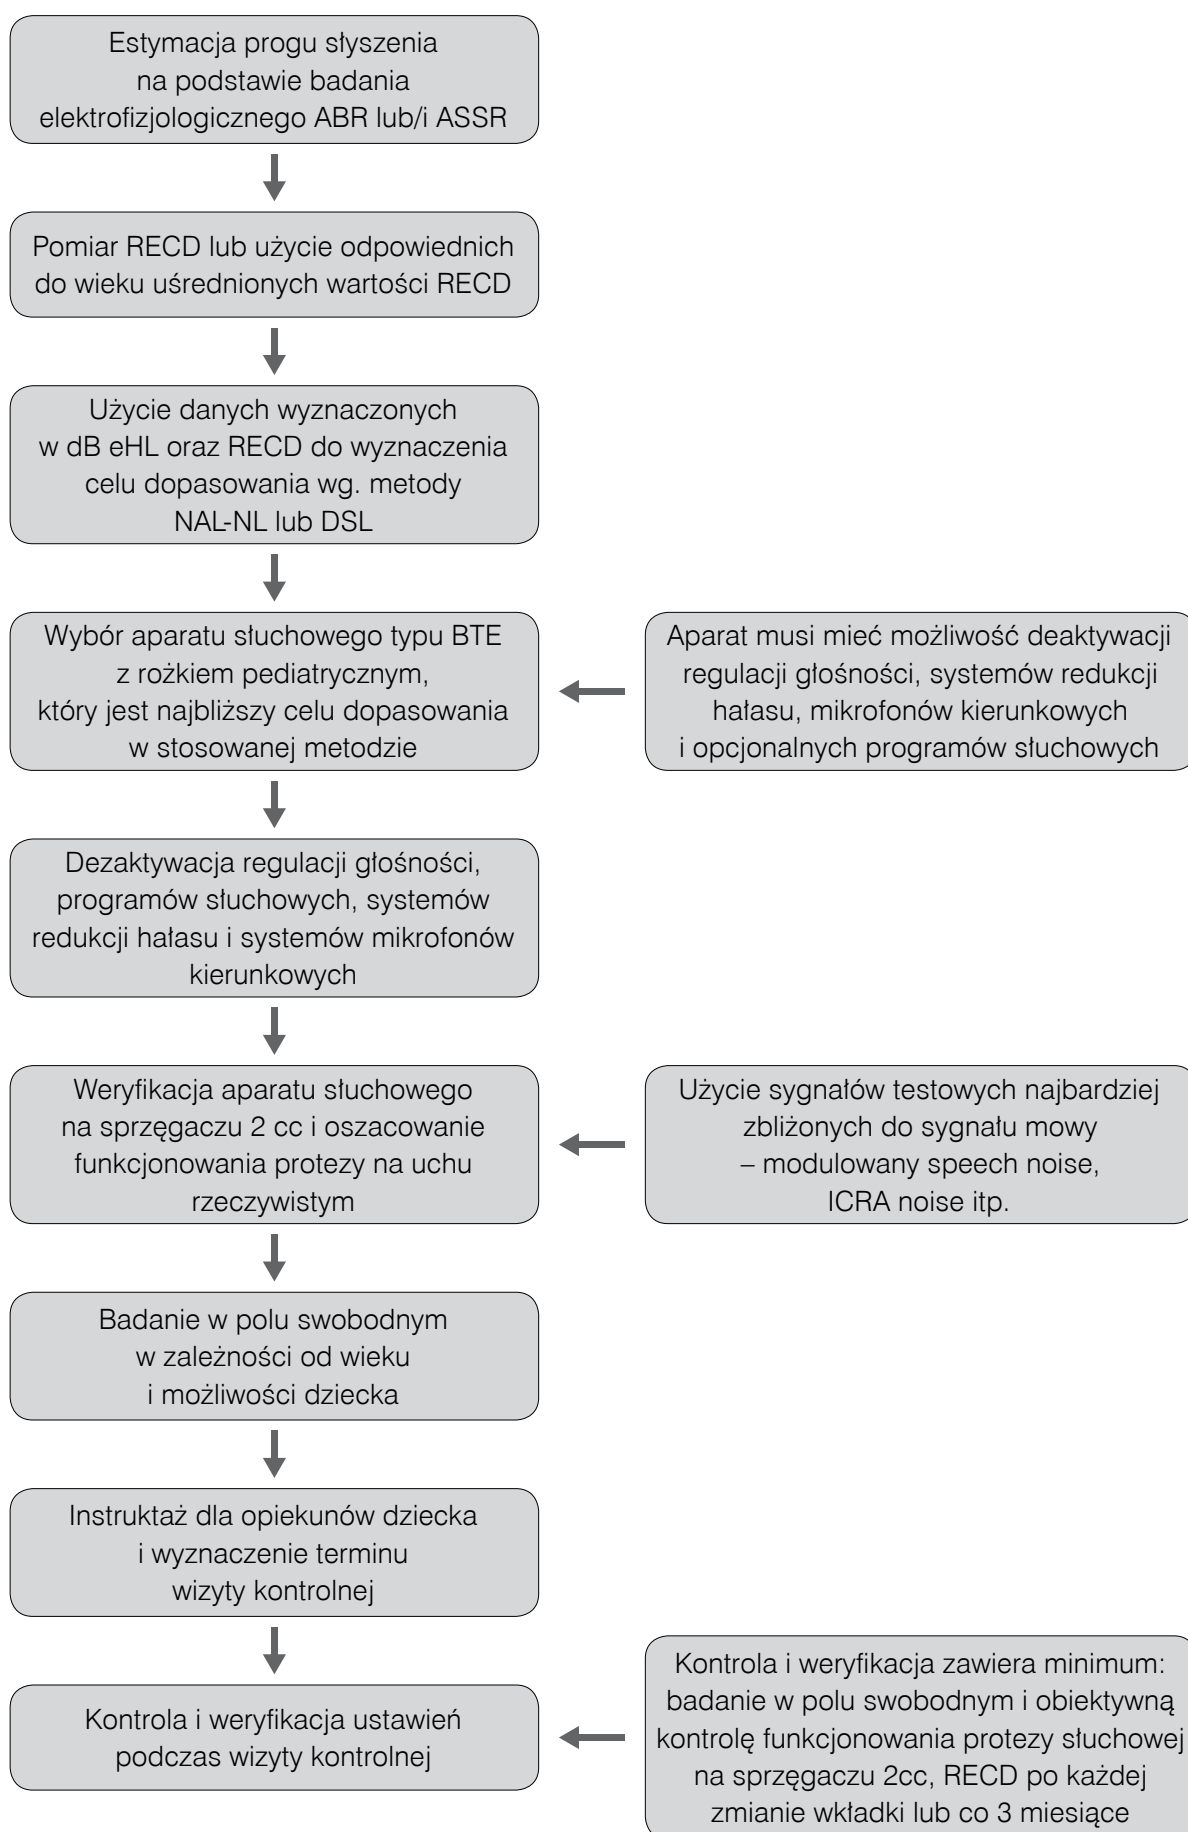 Estymacja progu słyszenia
na podstawie badania
elektrofizjologicznego ABR lub/i ASSR
Pomiar RECD lub użycie odpowiednich
do wieku uśrednionych wartości RECD
Użycie danych wyznaczonych
w dB eHL oraz RECD do wyznaczenia
celu dopasowania wg. metody
NAL-NL lub DSL
Wybór aparatu słuchowego typu BTE
z rożkiem pediatrycznym,
który jest najbliższy celu dopasowania
w stosowanej metodzie
Aparat musi mieć możliwość deaktywacji
regulacji głośności, systemów redukcji
hałasu, mikrofonów kierunkowych
i opcjonalnych programów słuchowych
Dezaktywacja regulacji głośności,
programów słuchowych, systemów
redukcji hałasu i systemów mikrofonów
kierunkowych
Weryfikacja aparatu słuchowego
na sprzęgaczu 2 cc i oszacowanie
funkcjonowania protezy na uchu
rzeczywistym
Użycie sygnałów testowych najbardziej
zbliżonych do sygnału mowy
– modulowany speech noise,
ICRA noise itp.
Badanie w polu swobodnym
w zależności od wieku
i możliwości dziecka
Instruktaż dla opiekunów dziecka
i wyznaczenie terminu
wizyty kontrolnej
Kontrola i weryfikacja ustawień
podczas wizyty kontrolnej
Kontrola i weryfikacja zawiera minimum:
badanie w polu swobodnym i obiektywną
kontrolę funkcjonowania protezy słuchowej
na sprzęgaczu 2cc, RECD po każdej
zmianie wkładki lub co 3 miesiące